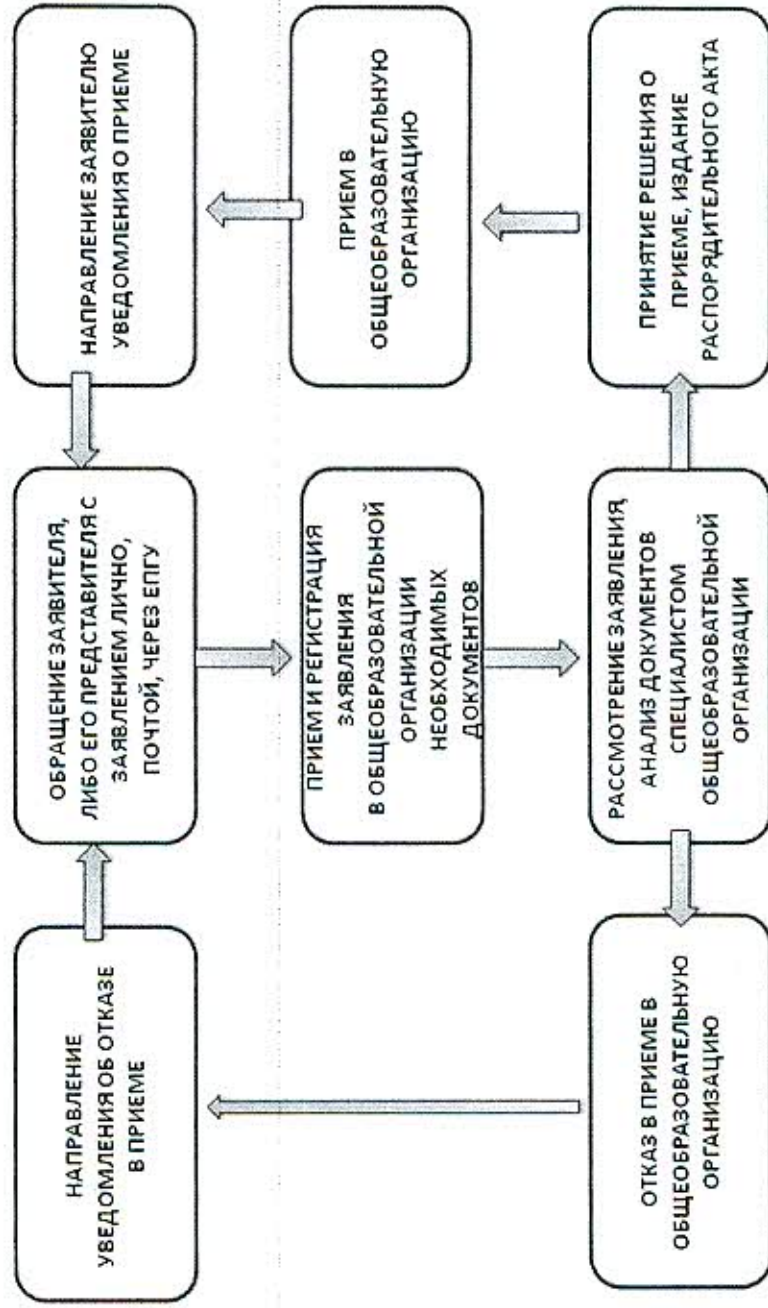 НАПРАВЛЕНИЕ
УВЕДОМЛЕНИЯ ОБ ОТКАЗЕ
В ПРИЕМЕ
ОБРАЩЕНИЕ ЗАЯВИТЕЛЯ,
ЛИБО ЕГО ПРЕДСТАВИТЕЛЯ С
ЗАЯВЛЕНИЕМ ЛИЧНО,
ПОЧТОЙ, ЧЕРЕЗ ЕПГУ
НАПРАВЛЕНИЕ ЗАЯВИТЕЛЮ
УВЕДОМЛЕНИЯ О ПРИЕМЕ
ПРИЕМ И РЕГИСТРАЦИЯ
ЗАЯВЛЕНИЯ
В ОБЩЕОБРАЗОВАТЕЛЬНОЙ
ОРГАНИЗАЦИИ
НЕОБХОДИМЫХ
ДОКУМЕНТОВ
ПРИЕМ В
ОБЩЕОБРАЗОВАТЕЛЬНУЮ
ОРГАНИЗАЦИЮ
ОТКАЗ В ПРИЕМЕ В
ОБЩЕОБРАЗОВАТЕЛЬНУЮ
ОРГАНИЗАЦИЮ
РАССМОТРЕНИЕ ЗАЯВЛЕНИЯ,
АНАЛИЗ ДОКУМЕНТОВ
СПЕЦИАЛИСТОМ
ОБЩЕОБРАЗОВАТЕЛЬНОЙ
ОРГАНИЗАЦИИ
ПРИНЯТИЕ РЕШЕНИЯ О
ПРИЕМЕ, ИЗДАНИЕ
РАСПОРЯДИТЕЛЬНОГО АКТА